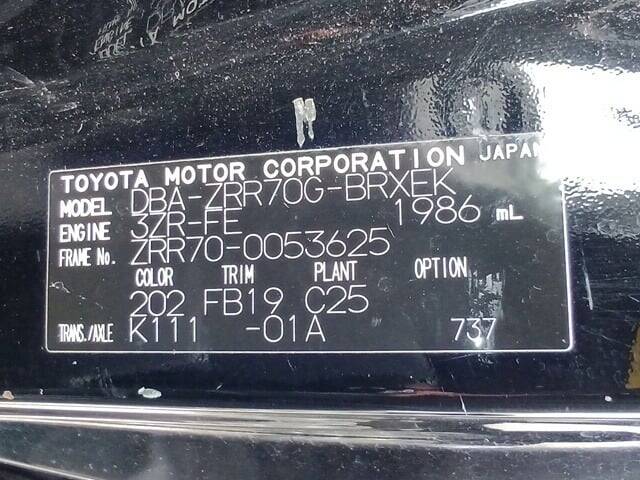 TOYOTA MOTOR CORPORATION JAPAN
MODEL DBA-ZRR70G-BRXEK
ENGINE 3ZR-FE 1986 mL
FRAME No. ZRR70-0053625
COLOR TRIM PLANT OPTION
202 FB19 C25
TRANS./AXLE K111 -01A 737